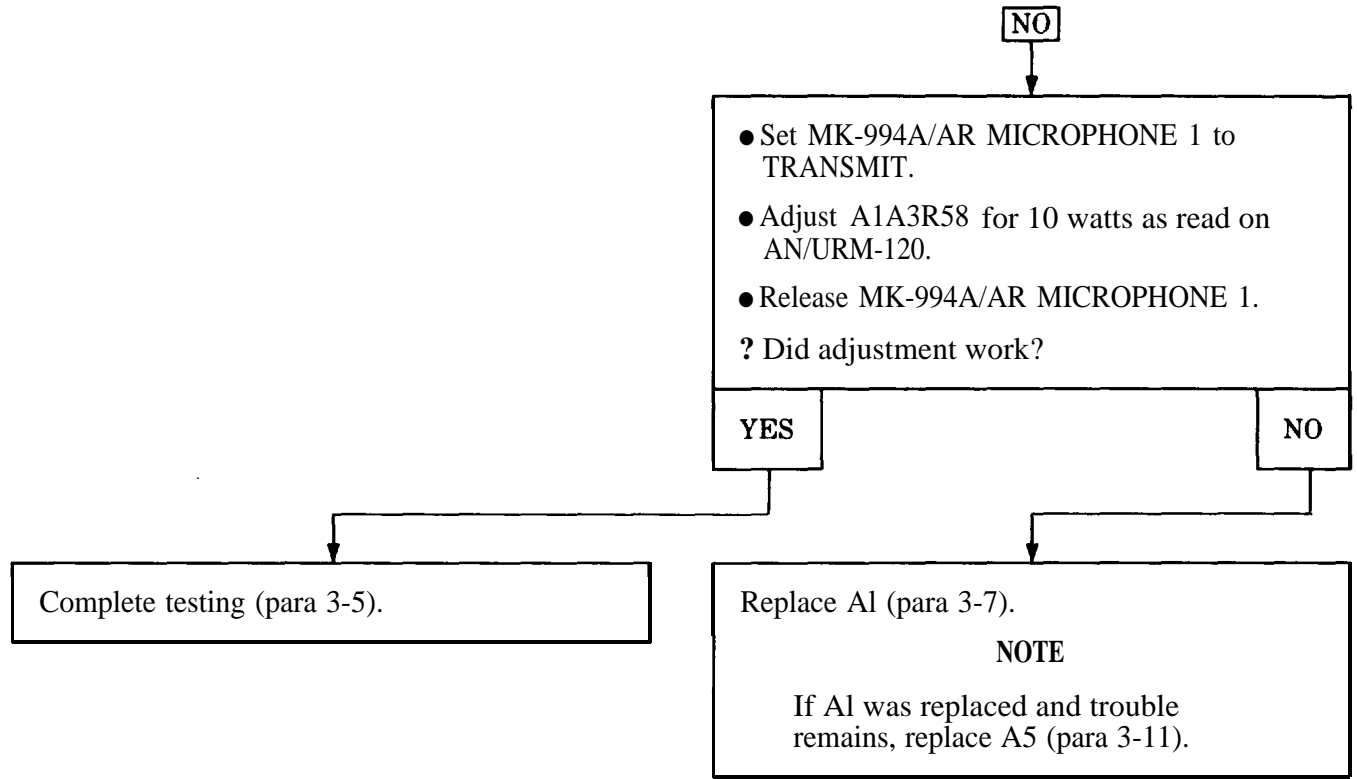 NO
● Set MK-994A/AR MICROPHONE 1 to
TRANSMIT.
● Adjust A1A3R58 for 10 watts as read on
AN/URM-120.
● Release MK-994A/AR MICROPHONE 1.
? Did adjustment work?
YES
NO
Complete testing (para 3-5).
Replace Al (para 3-7).
NOTE
If Al was replaced and trouble
remains, replace A5 (para 3-11).